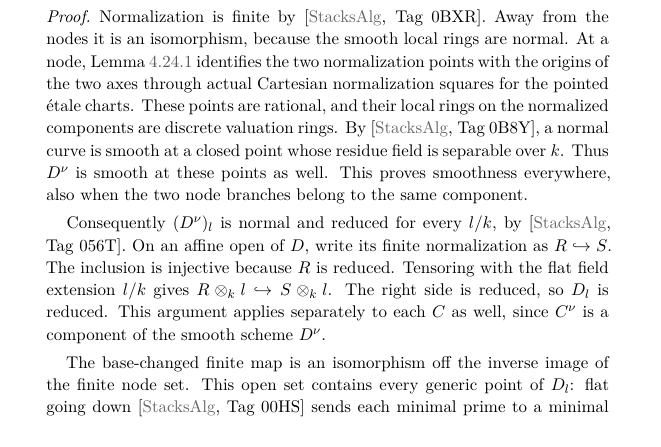 Proof. Normalization is finite by [StacksAlg, Tag 0BXR]. Away from the
nodes it is an isomorphism, because the smooth local rings are normal. At a
node, Lemma 4.24.1 identifies the two normalization points with the origins of
the two axes through actual Cartesian normalization squares for the pointed
étale charts. These points are rational, and their local rings on the normalized
components are discrete valuation rings. By [StacksAlg, Tag 0B8Y], a normal
curve is smooth at a closed point whose residue field is separable over k. Thus
D^ν is smooth at these points as well. This proves smoothness everywhere,
also when the two node branches belong to the same component.
Consequently (D^ν)_l is normal and reduced for every l/k, by [StacksAlg,
Tag 056T]. On an affine open of D, write its finite normalization as R ↪ S.
The inclusion is injective because R is reduced. Tensoring with the flat field
extension l/k gives R ⊗_k l ↪ S ⊗_k l. The right side is reduced, so D_l is
reduced. This argument applies separately to each C as well, since C^ν is a
component of the smooth scheme D^ν.
The base-changed finite map is an isomorphism off the inverse image of
the finite node set. This open set contains every generic point of D_l: flat
going down [StacksAlg, Tag 00HS] sends each minimal prime to a minimal